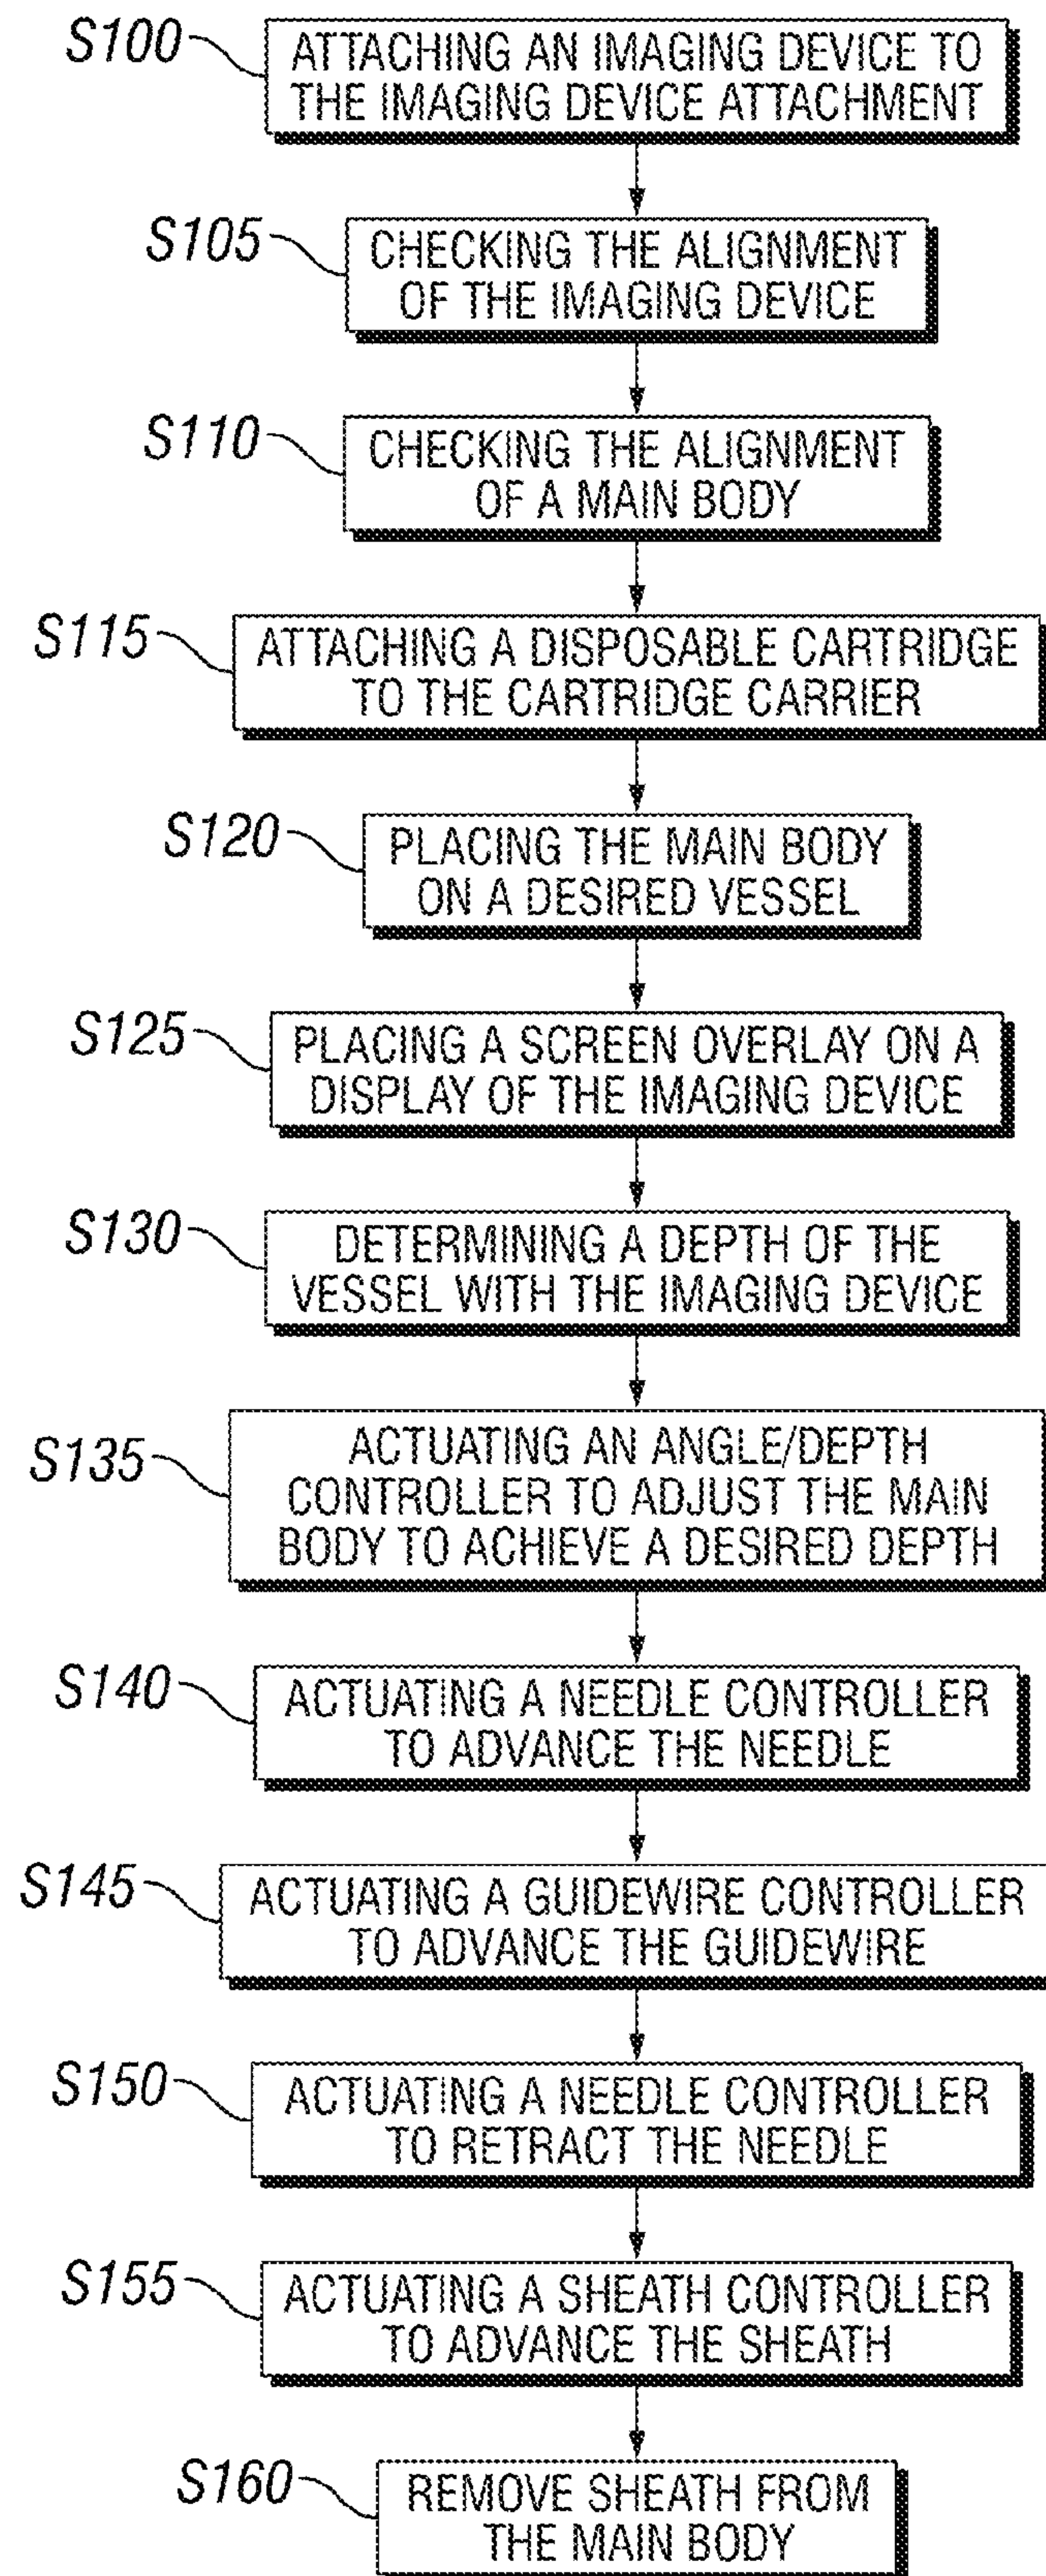 S100
ATTACHING AN IMAGING DEVICE TO
THE IMAGING DEVICE ATTACHMENT
S105
CHECKING THE ALIGNMENT
OF THE IMAGING DEVICE
S110
CHECKING THE ALIGNMENT
OF A MAIN BODY
S115
ATTACHING A DISPOSABLE CARTRIDGE
TO THE CARTRIDGE CARRIER
S120
PLACING THE MAIN BODY
ON A DESIRED VESSEL
S125
PLACING A SCREEN OVERLAY ON A
DISPLAY OF THE IMAGING DEVICE
S130
DETERMINING A DEPTH OF THE
VESSEL WITH THE IMAGING DEVICE
S135
ACTUATING AN ANGLE/DEPTH
CONTROLLER TO ADJUST THE MAIN
BODY TO ACHIEVE A DESIRED DEPTH
S140
ACTUATING A NEEDLE CONTROLLER
TO ADVANCE THE NEEDLE
S145
ACTUATING A GUIDEWIRE CONTROLLER
TO ADVANCE THE GUIDEWIRE
S150
ACTUATING A NEEDLE CONTROLLER
TO RETRACT THE NEEDLE
S155
ACTUATING A SHEATH CONTROLLER
TO ADVANCE THE SHEATH
S160
REMOVE SHEATH FROM
THE MAIN BODY